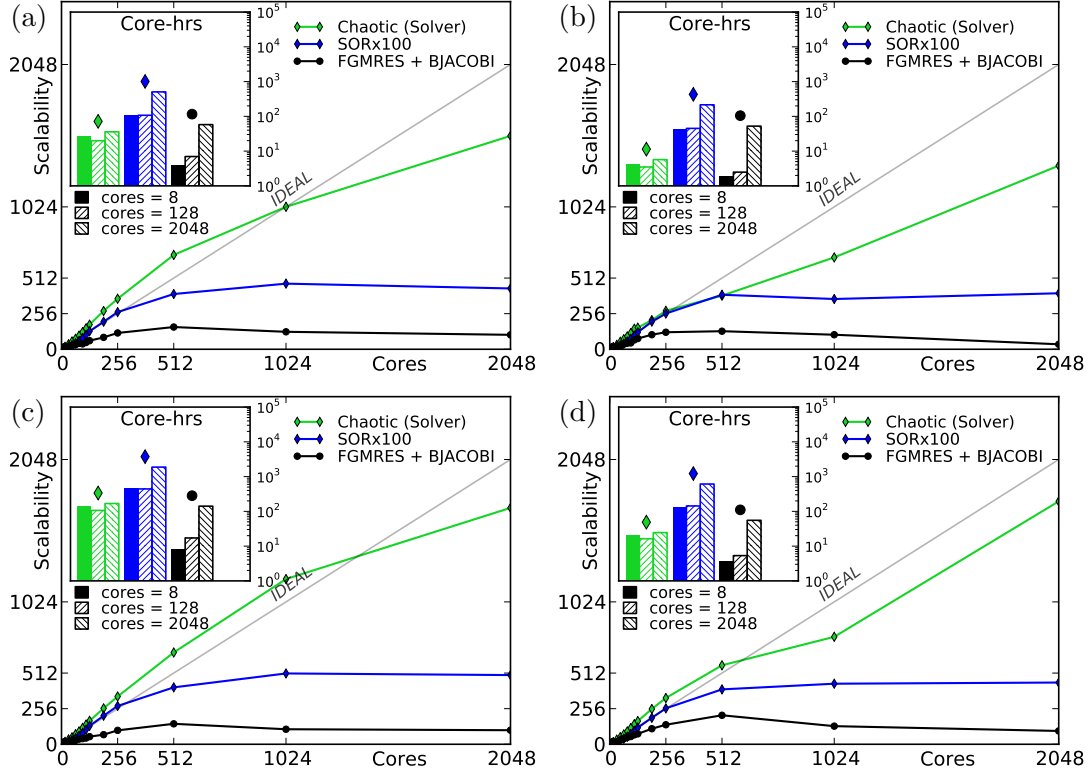 (a)
Core-hrs
10^5
10^4
10^3
10^2
10^1
10^0
Chaotic (Solver)
SORx100
FGMRES + BJACOBI
cores = 8
cores = 128
cores = 2048
IDEAL
Scalability
2048
1024
512
256
0
0 256 512 1024 Cores 2048
(b)
Core-hrs
10^5
10^4
10^3
10^2
10^1
10^0
Chaotic (Solver)
SORx100
FGMRES + BJACOBI
cores = 8
cores = 128
cores = 2048
IDEAL
Scalability
2048
1024
512
256
0
0 256 512 1024 Cores 2048
(c)
Core-hrs
10^5
10^4
10^3
10^2
10^1
10^0
Chaotic (Solver)
SORx100
FGMRES + BJACOBI
cores = 8
cores = 128
cores = 2048
IDEAL
Scalability
2048
1024
512
256
0
0 256 512 1024 Cores 2048
(d)
Core-hrs
10^5
10^4
10^3
10^2
10^1
10^0
Chaotic (Solver)
SORx100
FGMRES + BJACOBI
cores = 8
cores = 128
cores = 2048
IDEAL
Scalability
2048
1024
512
256
0
0 256 512 1024 Cores 2048